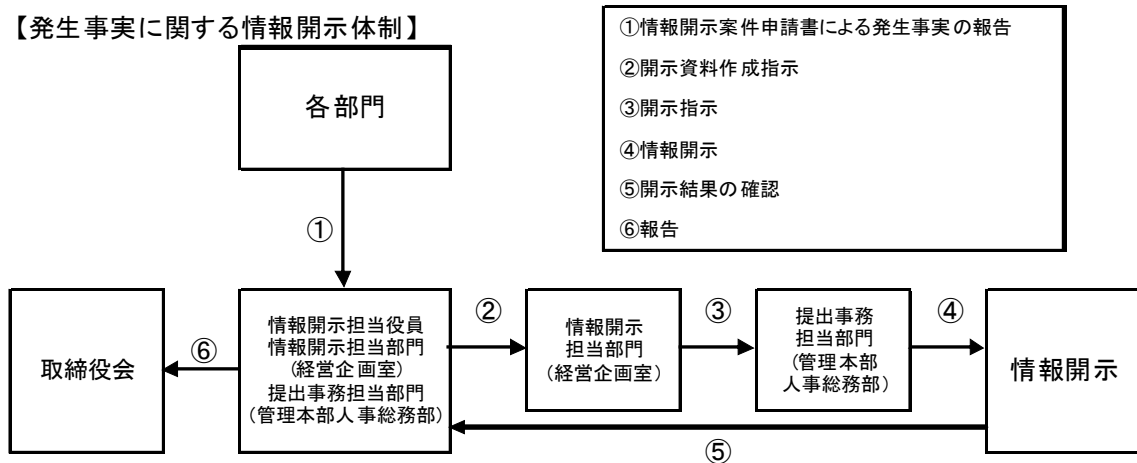 【発生事実に関する情報開示体制】
①情報開示案件申請書による発生事実の報告
②開示資料作成指示
③開示指示
④情報開示
⑤開示結果の確認
⑥報告
各部門
①
取締役会
⑥
情報開示担当役員
情報開示担当部門
（経営企画室）
提出事務担当部門
（管理本部人事総務部）
②
情報開示
担当部門
（経営企画室）
③
提出事務
担当部門
（管理本部
人事総務部）
④
情報開示
⑤